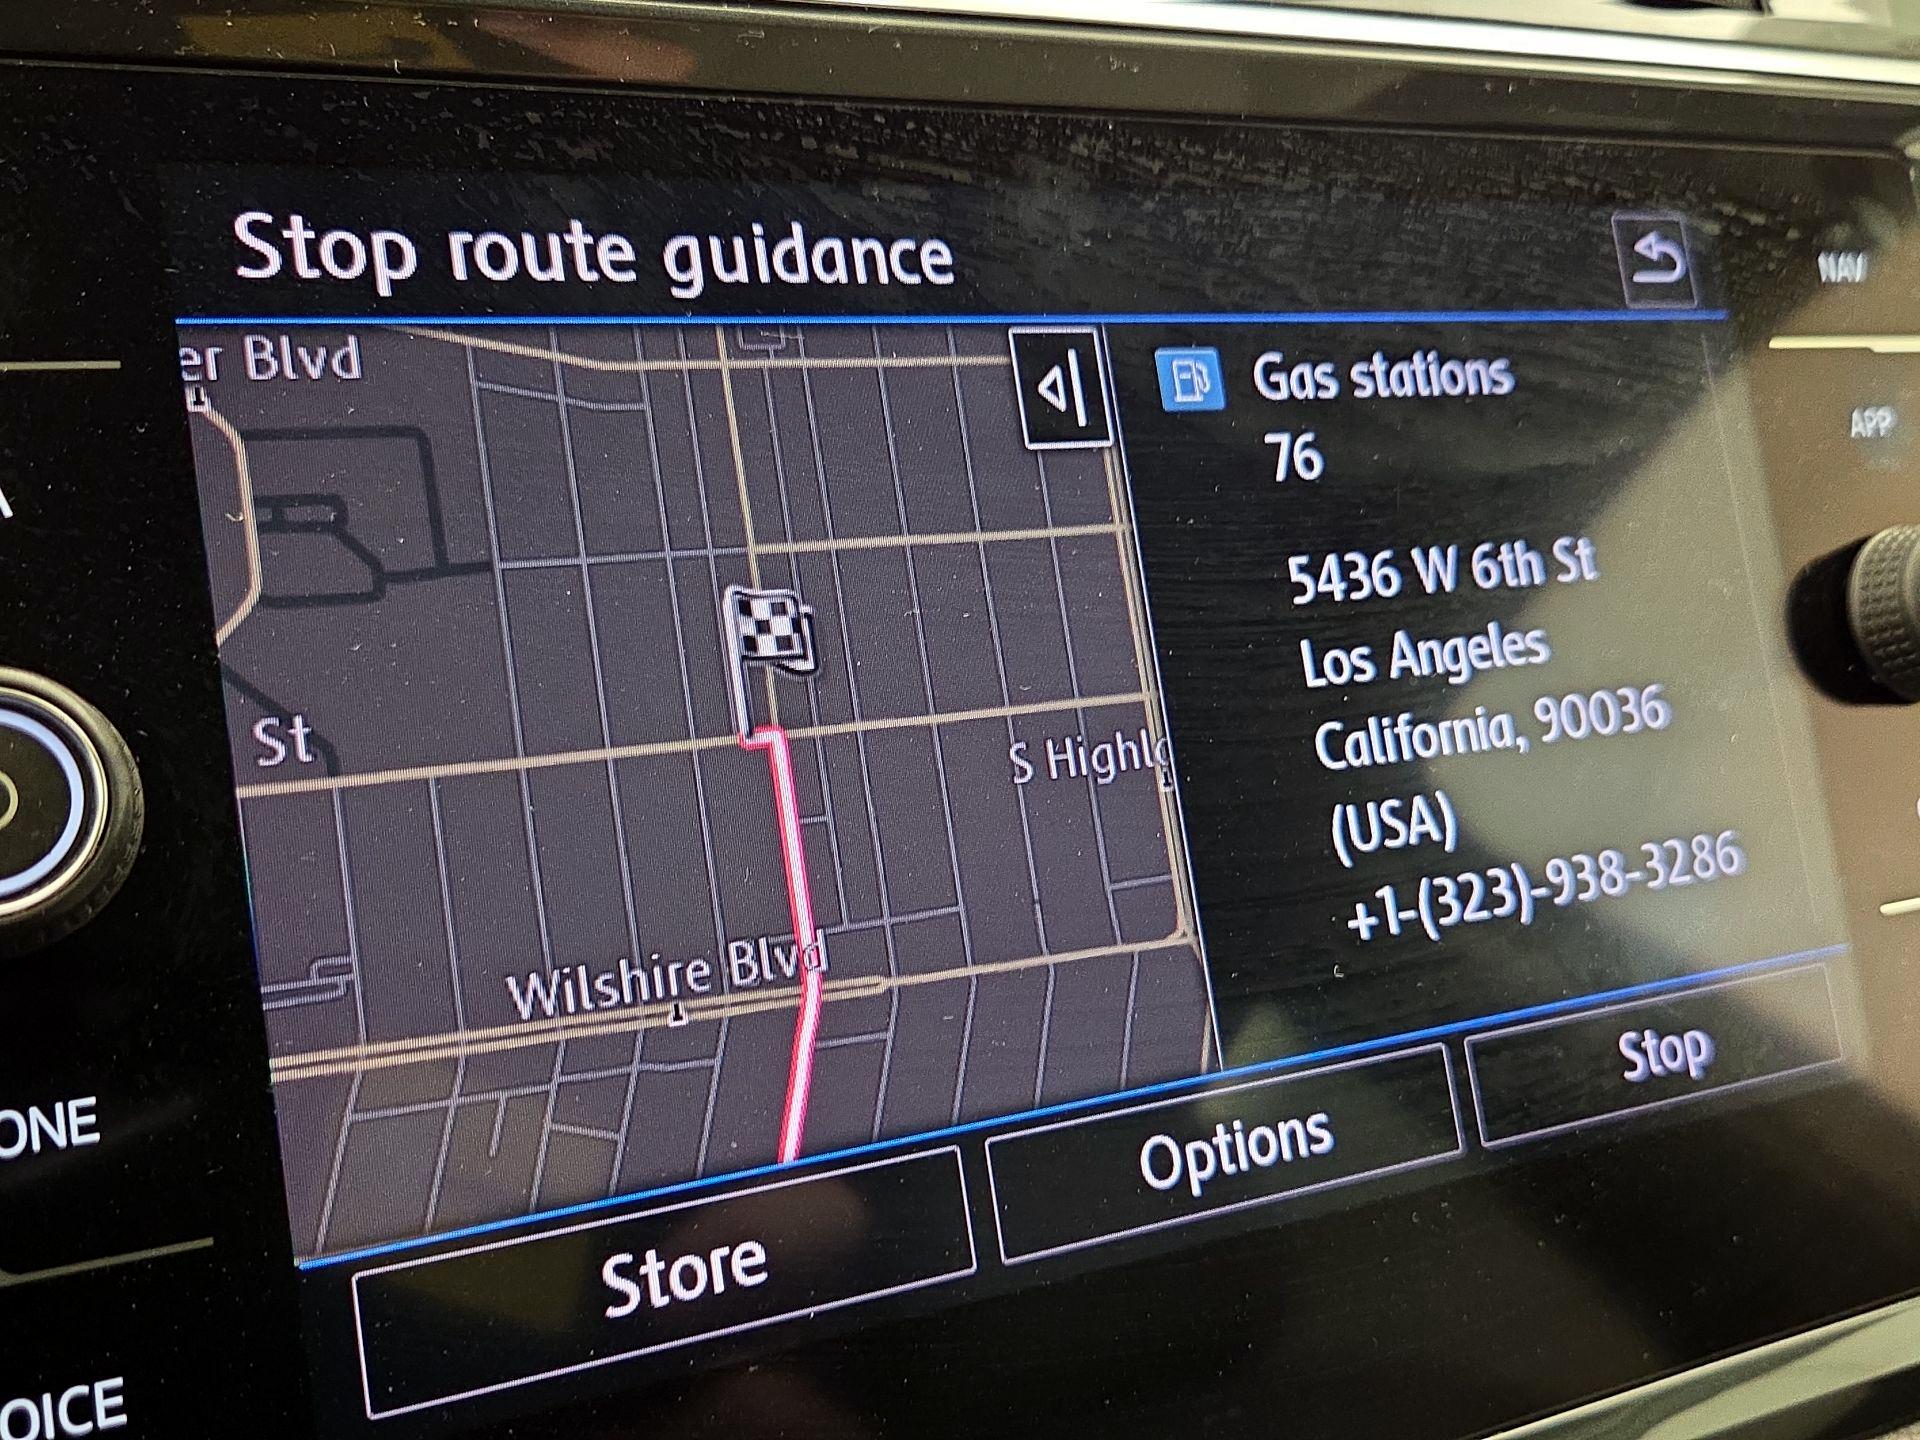 Stop route guidance
NAV
er Blvd
Gas stations
APP
76
5436 W 6th St
Los Angeles
St
S Highl
California, 90036
(USA)
+1-(323)-938-3286
Wilshire Blvd
Stop
Options
ONE
Store
OICE